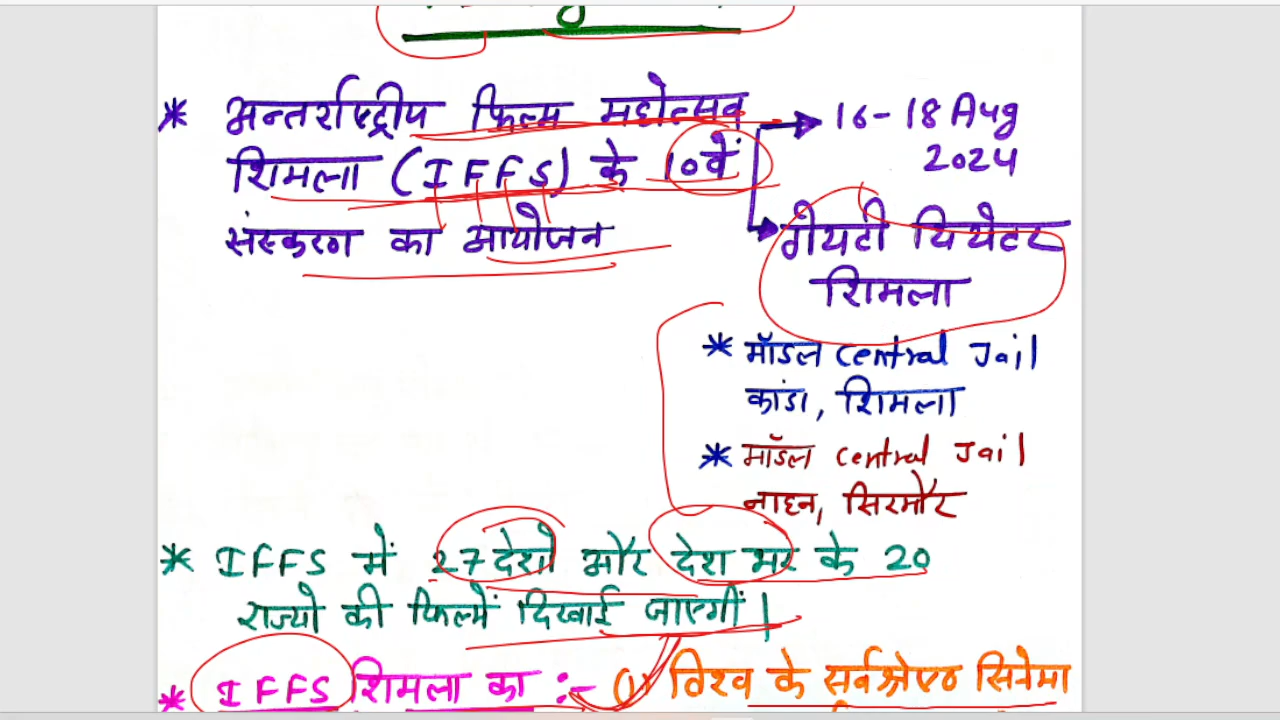 * अन्तर्राष्ट्रीय फिल्म महोत्सव
शिमला (IFFS) के 10वें
संस्करण का आयोजन
→ 16-18 Aug
2024
→ गेयटी थियेटर
शिमला
* मॉडल Central Jail
कांडा, शिमला
* मॉडल Central Jail
नाहन, सिरमौर
* IFFS में 27 देशों और देश भर के 20
राज्यो की फिल्में दिखाई जाएगीं |
* IFFS शिमला का :- (1) विश्व के सर्वश्रेष्ठ सिनेमा